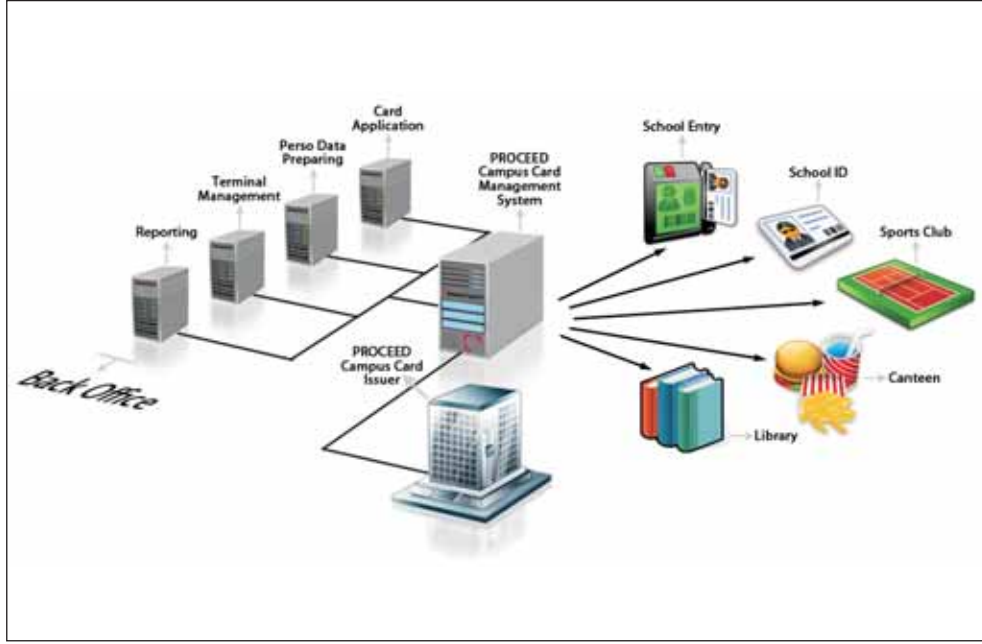 Card
Application
Perso Data
Preparing
Terminal
Management
Reporting
PROCEED
Campus Card
Management
System
School Entry
School ID
Sports Club
PROCEED
Campus Card
Issuer
Back Office
Canteen
Library